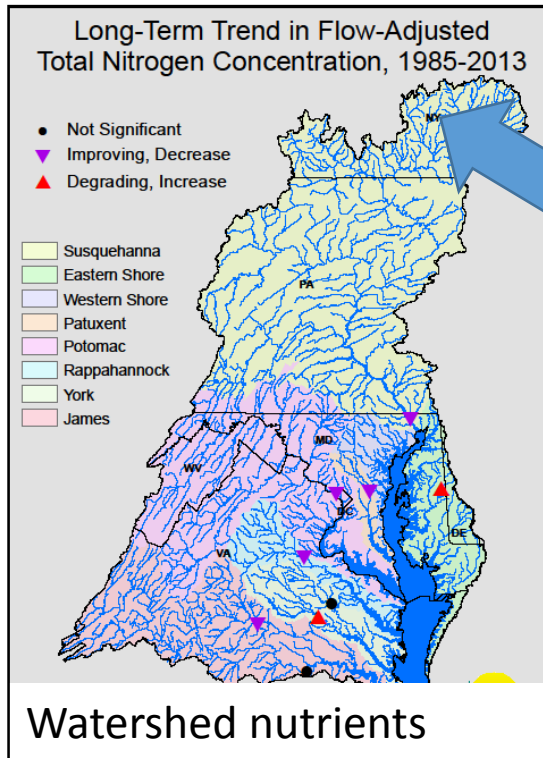 Long-Term Trend in Flow-Adjusted
Total Nitrogen Concentration, 1985-2013
NY
Not Significant
Improving, Decrease
Degrading, Increase
Susquehanna
Eastern Shore
Western Shore
Patuxent
Potomac
Rappahannock
York
James
PA
MD
WV
DC
DE
VA
Watershed nutrients